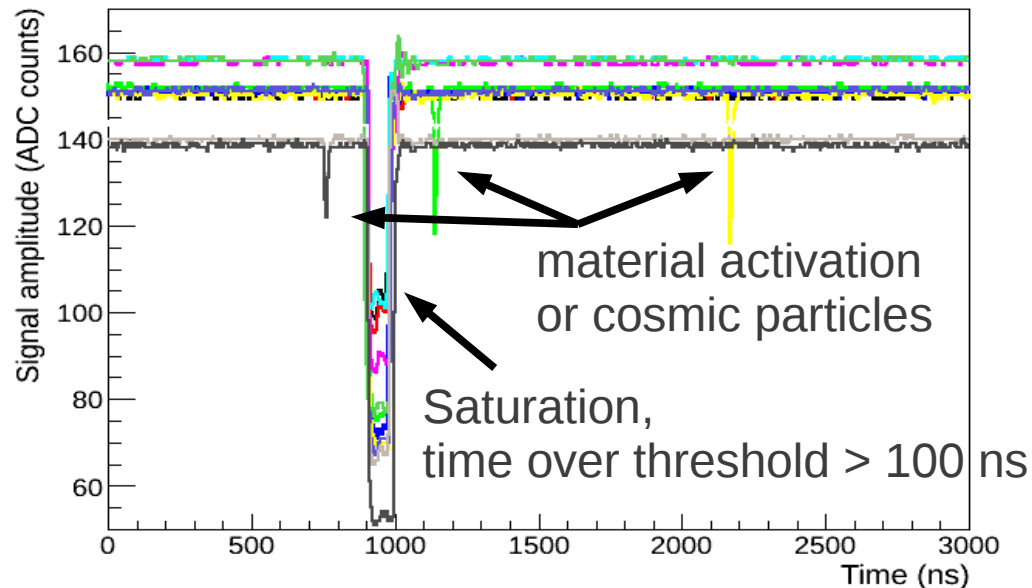 Signal amplitude (ADC counts)
160
140
120
100
80
60
material activation
or cosmic particles
Saturation,
time over threshold > 100 ns
0 500 1000 1500 2000 2500 3000
Time (ns)